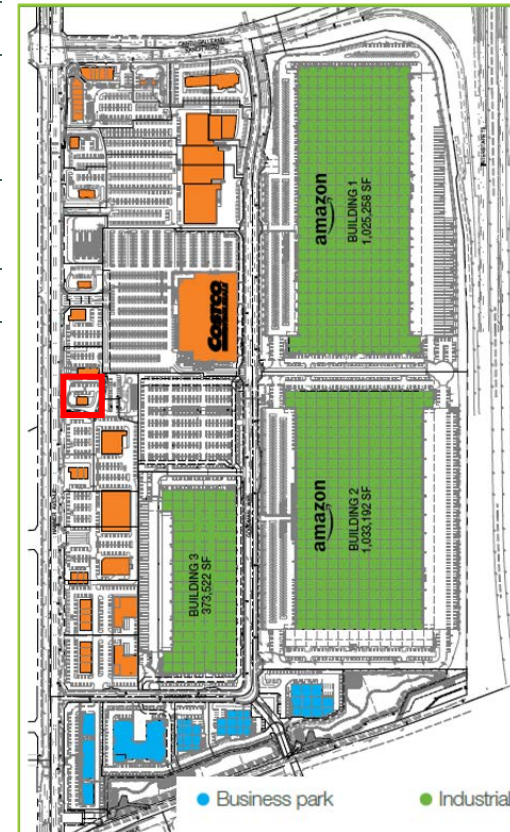 amazon
BUILDING 1
1,025,258 SF
COSTCO
amazon
BUILDING 2
1,033,192 SF
BUILDING 3
373,522 SF
Business park
Industrial